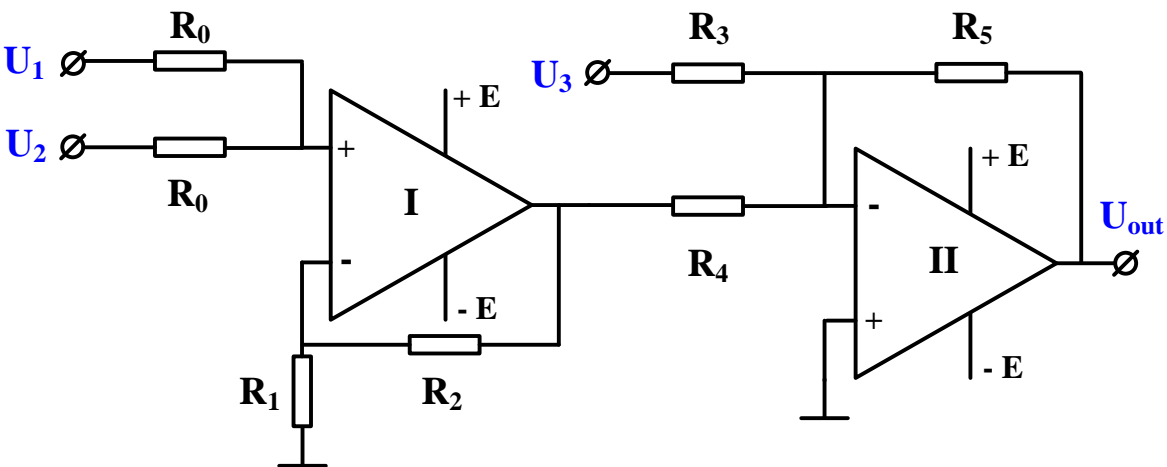 R₀
U₁
U₂
R₀
+ E
+
I
-
- E
R₁
R₂
R₃
R₅
U₃
R₄
+ E
-
II
+
- E
Uout